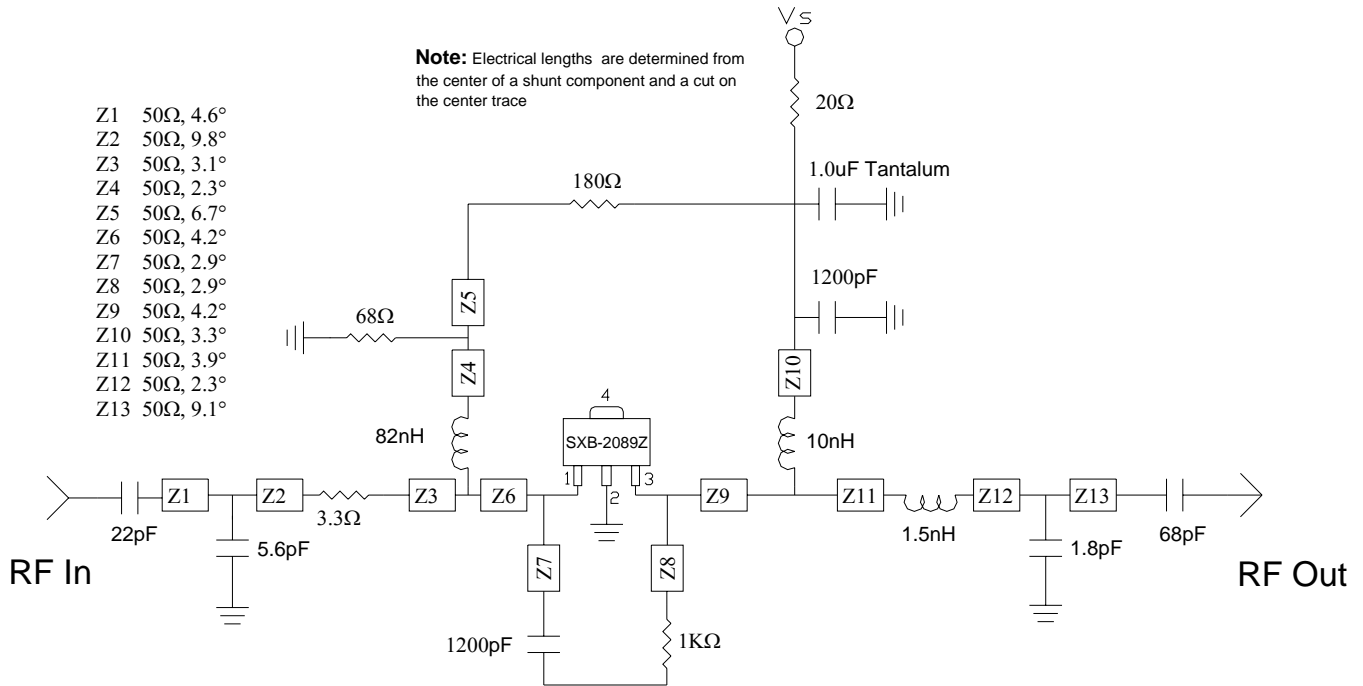 Vs
Note: Electrical lengths are determined from
the center of a shunt component and a cut on
the center trace
20Ω
Z1 50Ω, 4.6°
Z2 50Ω, 9.8°
Z3 50Ω, 3.1°
Z4 50Ω, 2.3°
Z5 50Ω, 6.7°
Z6 50Ω, 4.2°
Z7 50Ω, 2.9°
Z8 50Ω, 2.9°
Z9 50Ω, 4.2°
Z10 50Ω, 3.3°
Z11 50Ω, 3.9°
Z12 50Ω, 2.3°
Z13 50Ω, 9.1°
1.0uF Tantalum
180Ω
1200pF
Z5
68Ω
Z4
Z10
4
82nH
SXB-2089Z
10nH
1
2
3
Z1
Z2
Z3
Z6
Z9
Z11
Z12
Z13
22pF
3.3Ω
1.5nH
68pF
5.6pF
1.8pF
RF In
RF Out
Z7
Z8
1200pF
1KΩ